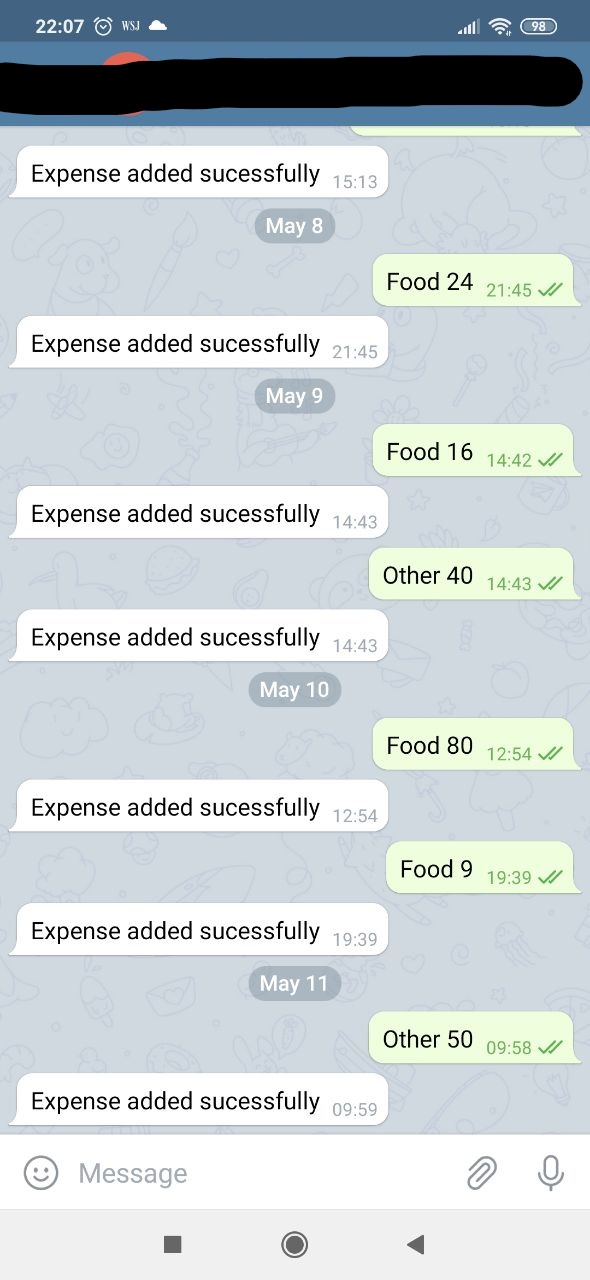 22:07 WSJ 98
Expense added sucessfully 15:13
May 8
Food 24 21:45
Expense added sucessfully 21:45
May 9
Food 16 14:42
Expense added sucessfully 14:43
Other 40 14:43
Expense added sucessfully 14:43
May 10
Food 80 12:54
Expense added sucessfully 12:54
Food 9 19:39
Expense added sucessfully 19:39
May 11
Other 50 09:58
Expense added sucessfully 09:59
Message